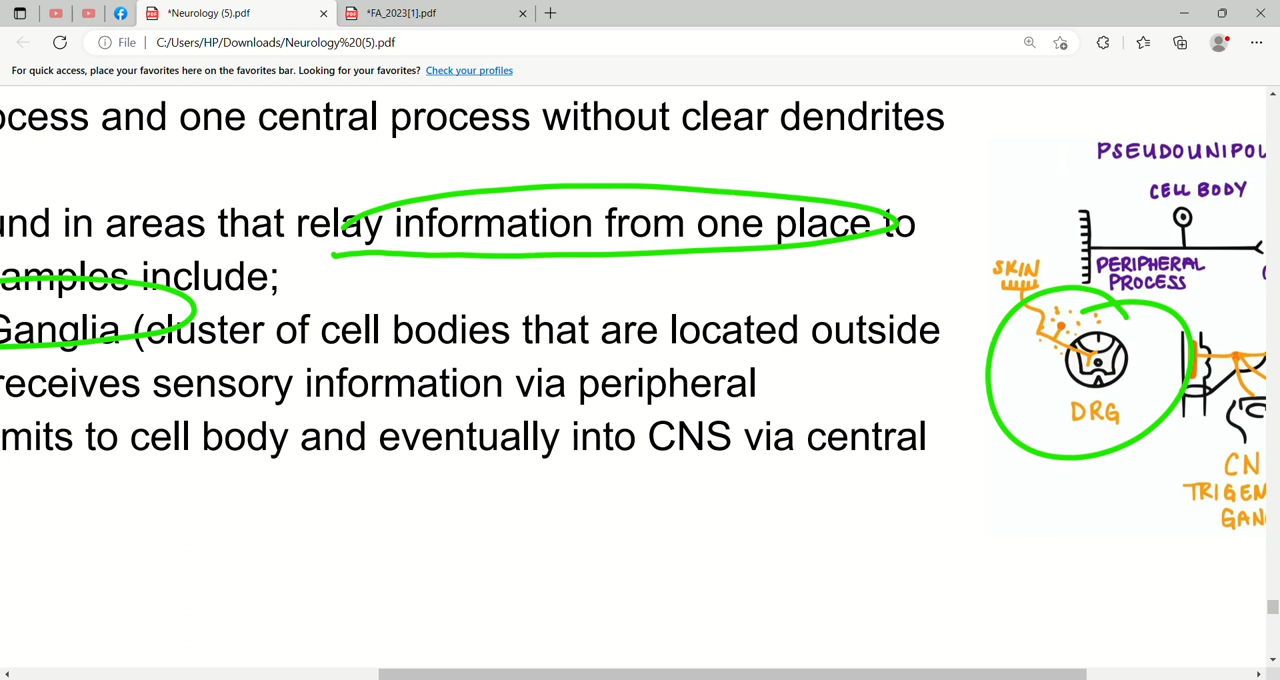 *Neurology (5).pdf
*FA_2023[1].pdf
File
C:/Users/HP/Downloads/Neurology%20(5).pdf
For quick access, place your favorites here on the favorites bar. Looking for your favorites? Check your profiles
ocess and one central process without clear dendrites
und in areas that relay information from one place to
amples include;
Ganglia (cluster of cell bodies that are located outside
receives sensory information via peripheral
mits to cell body and eventually into CNS via central
PSEUDOUNIPOL
CELL BODY
PERIPHERAL
PROCESS
SKIN
DRG
CN
TRIGEM
GAN